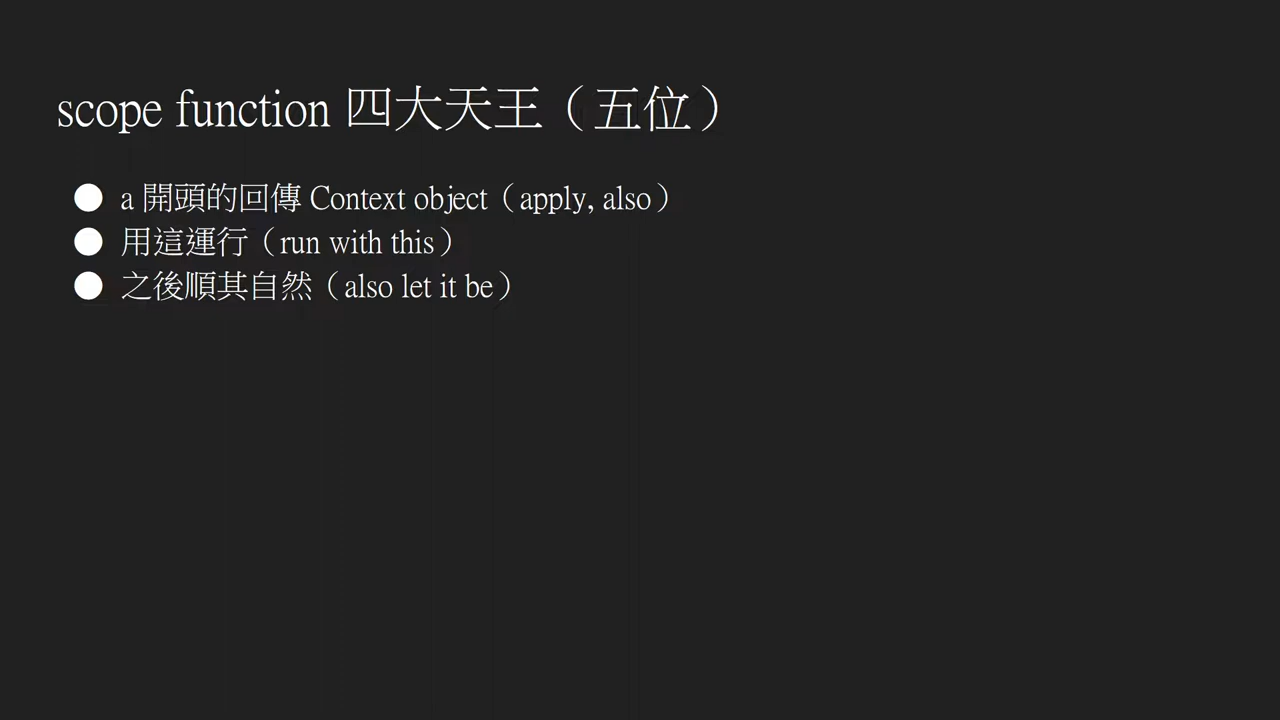 scope function 四大天王（五位）
● a 開頭的回傳 Context object（apply, also）
● 用這運行（run with this）
● 之後順其自然（also let it be）